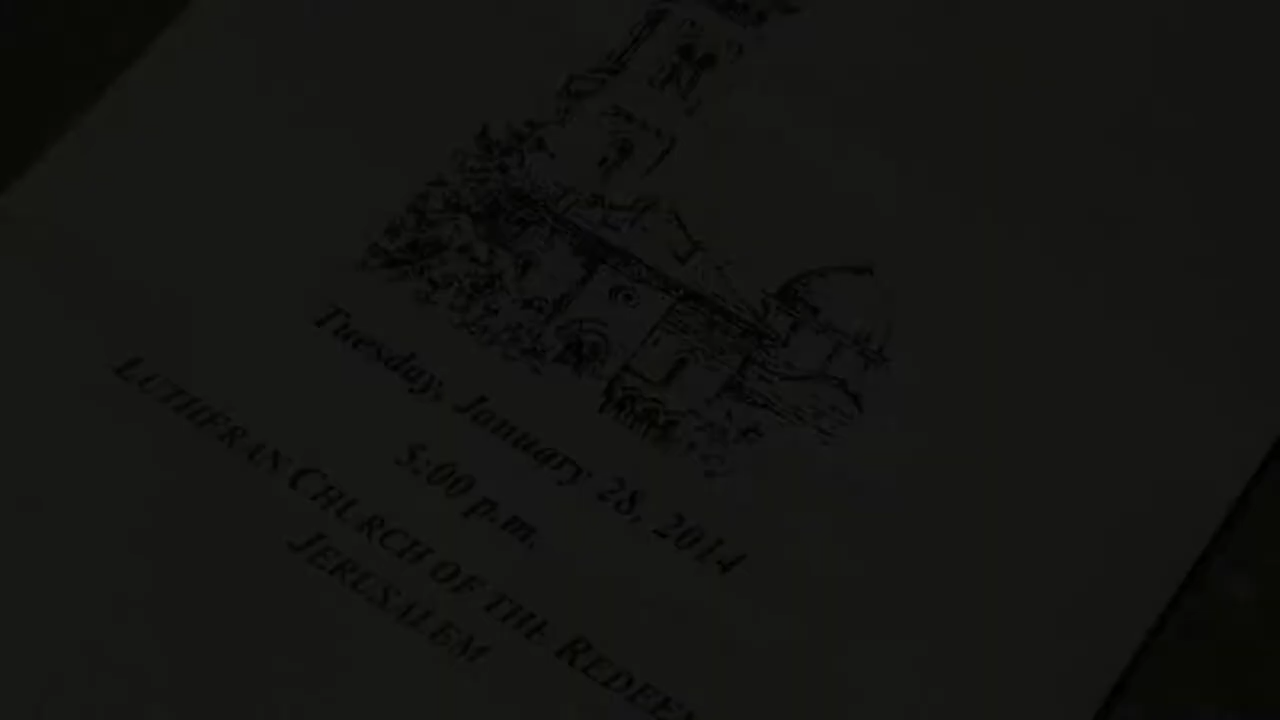 Tuesday, January 28, 2014
5:00 p.m.
LUTHERAN CHURCH OF THE REDEE
JERUSALEM